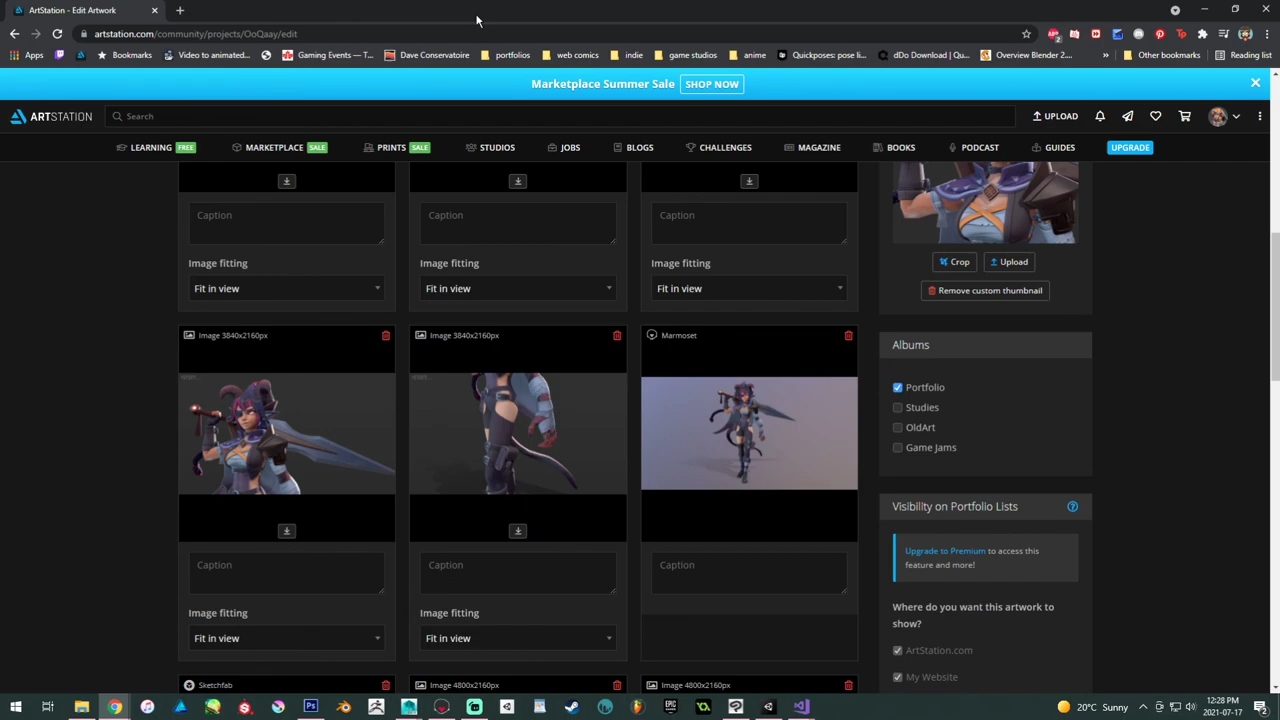 ArtStation - Edit Artwork
artstation.com/community/projects/OoQaay/edit
Apps
Bookmarks
Video to animated...
Gaming Events — T...
Dave Conservatoire
portfolios
web comics
indie
game studios
anime
Quickposes: pose li...
dDo Download | Qu...
Overview Blender 2....
»
Other bookmarks
Reading list
Marketplace Summer Sale SHOP NOW
ARTSTATION
Search
UPLOAD
LEARNING FREE
MARKETPLACE SALE
PRINTS SALE
STUDIOS
JOBS
BLOGS
CHALLENGES
MAGAZINE
BOOKS
PODCAST
GUIDES
UPGRADE
Caption
Caption
Caption
Image fitting
Image fitting
Image fitting
Fit in view
Fit in view
Fit in view
Crop
Upload
Remove custom thumbnail
Image 3840x2160px
Image 3840x2160px
Marmoset
Caption
Caption
Caption
Image fitting
Image fitting
Fit in view
Fit in view
Sketchfab
Image 4800x2160px
Image 4800x2160px
Albums
Portfolio
Studies
OldArt
Game Jams
Visibility on Portfolio Lists
Upgrade to Premium to access this
feature and more!
Where do you want this artwork to
show?
ArtStation.com
My Website
20°C Sunny
12:28 PM
2021-07-17